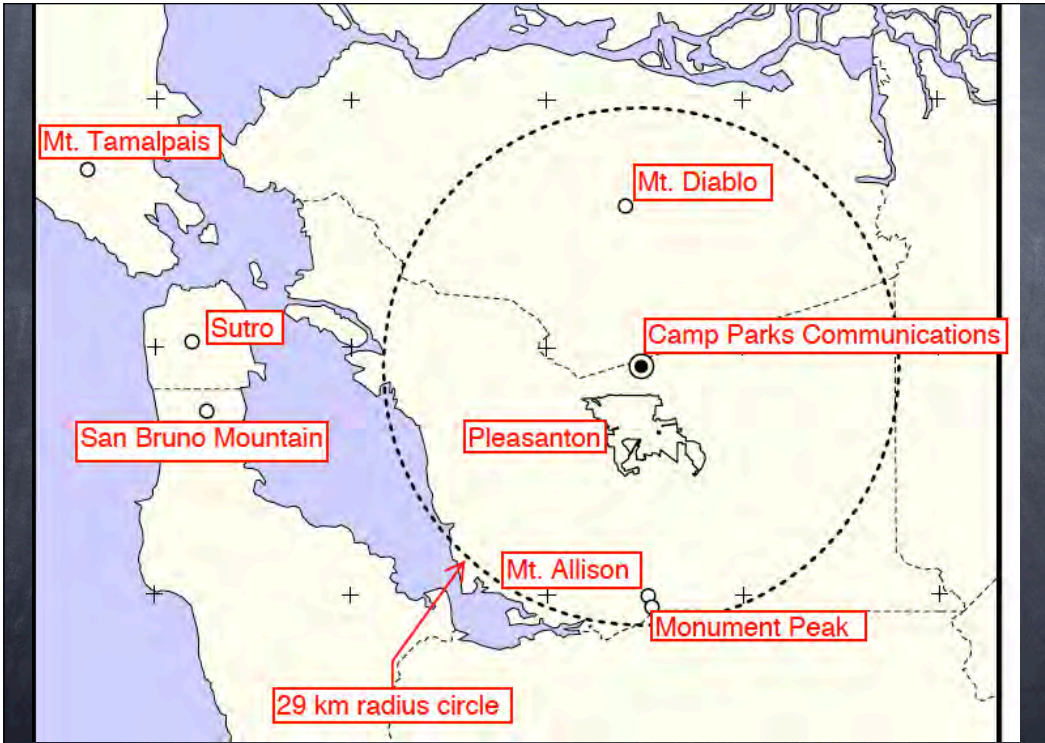 Mt. Tamalpais
Mt. Diablo
Sutro
Camp Parks Communications
San Bruno Mountain
Pleasanton
Mt. Allison
Monument Peak
29 km radius circle